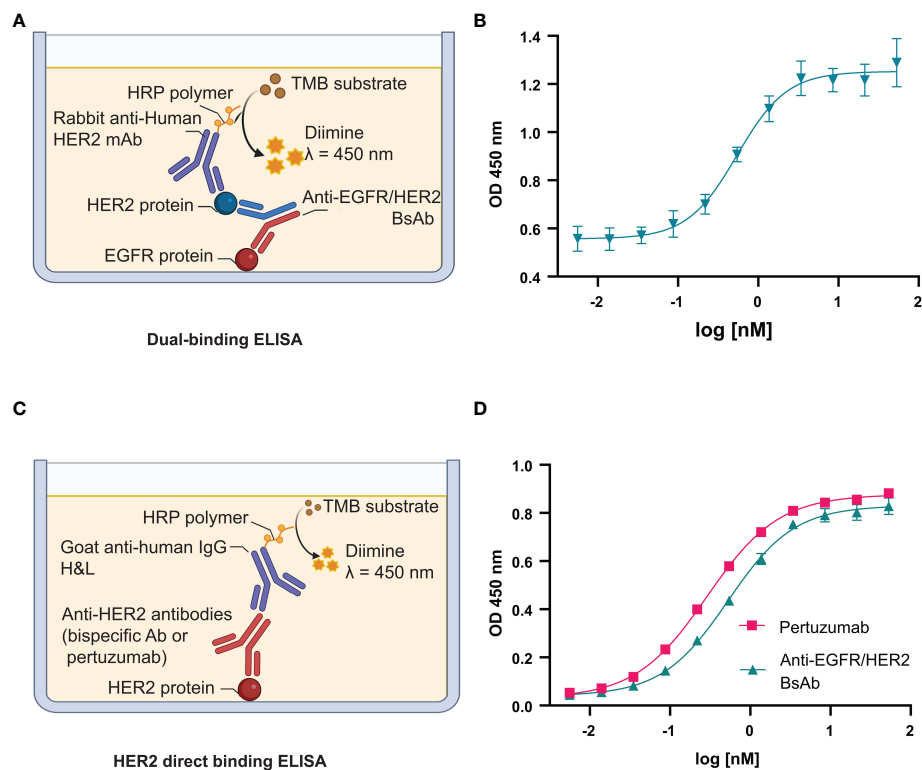 A
HRP polymer
TMB substrate
Rabbit anti-Human
HER2 mAb
Diimine
λ = 450 nm
HER2 protein
Anti-EGFR/HER2
BsAb
EGFR protein
Dual-binding ELISA
B
OD 450 nm
1.4
1.2
1.0
0.8
0.6
0.4
-2
-1
0
1
2
log [nM]
C
TMB substrate
HRP polymer
Goat anti-human IgG
H&L
Diimine
λ = 450 nm
Anti-HER2 antibodies
(bispecific Ab or
pertuzumab)
HER2 protein
HER2 direct binding ELISA
D
OD 450 nm
1.0
0.8
0.6
0.4
0.2
0.0
Pertuzumab
Anti-EGFR/HER2
BsAb
-2
-1
0
1
2
log [nM]